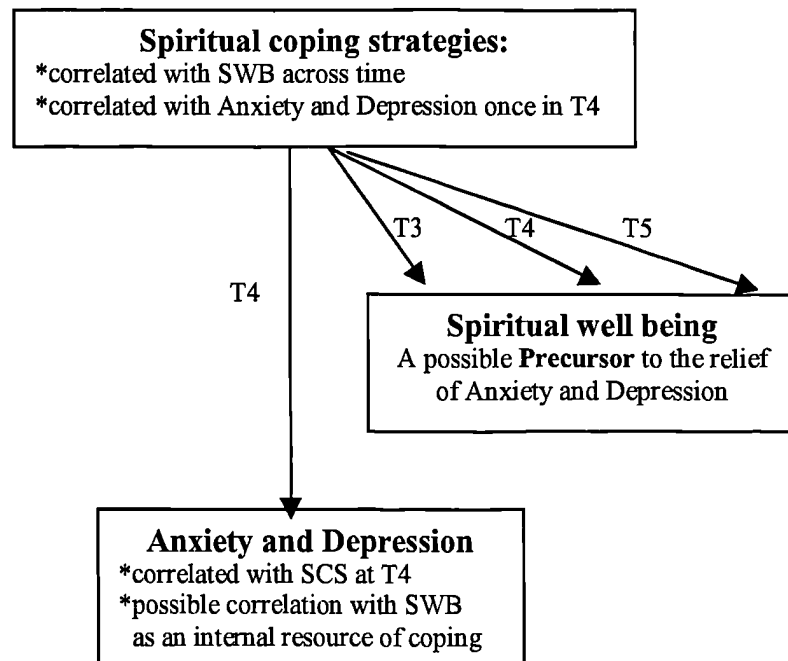 Spiritual coping strategies:
*correlated with SWB across time
*correlated with Anxiety and Depression once in T4
T3
T4
T5
T4
Spiritual well being
A possible Precursor to the relief
of Anxiety and Depression
Anxiety and Depression
*correlated with SCS at T4
*possible correlation with SWB
as an internal resource of coping